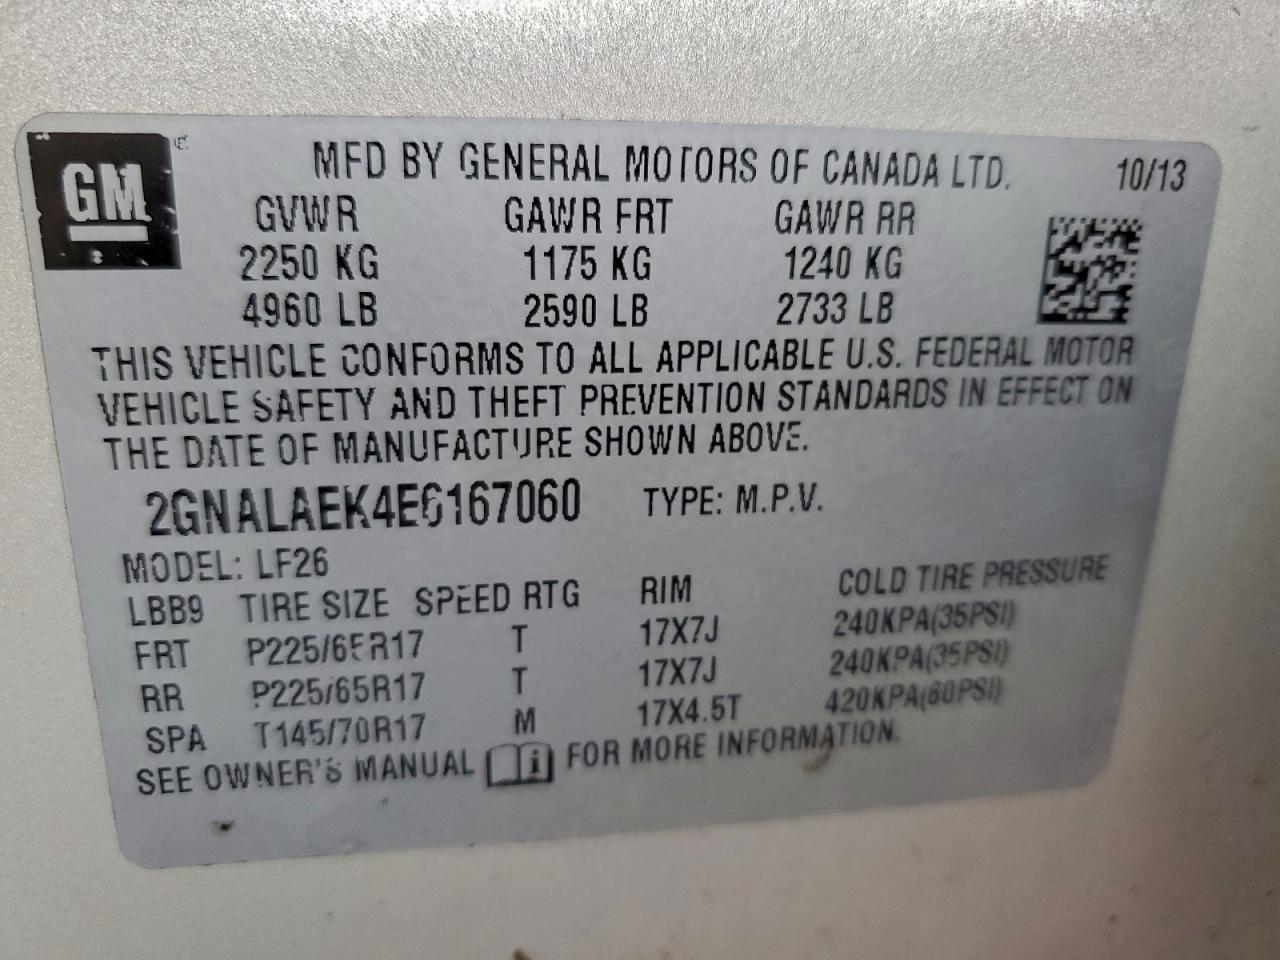 GM
MFD BY GENERAL MOTORS OF CANADA LTD. 10/13
GVWR GAWR FRT GAWR RR
2250 KG 1175 KG 1240 KG
4960 LB 2590 LB 2733 LB
THIS VEHICLE CONFORMS TO ALL APPLICABLE U.S. FEDERAL MOTOR
VEHICLE SAFETY AND THEFT PREVENTION STANDARDS IN EFFECT ON
THE DATE OF MANUFACTURE SHOWN ABOVE.
2GNALAEK4E6167060 TYPE: M.P.V.
MODEL: LF26
LBB9 TIRE SIZE SPEED RTG RIM COLD TIRE PRESSURE
FRT P225/65R17 T 17X7J 240KPA(35PSI)
RR P225/65R17 T 17X7J 240KPA(35PSI)
SPA T145/70R17 M 17X4.5T 420KPA(60PSI)
SEE OWNER'S MANUAL i FOR MORE INFORMATION.